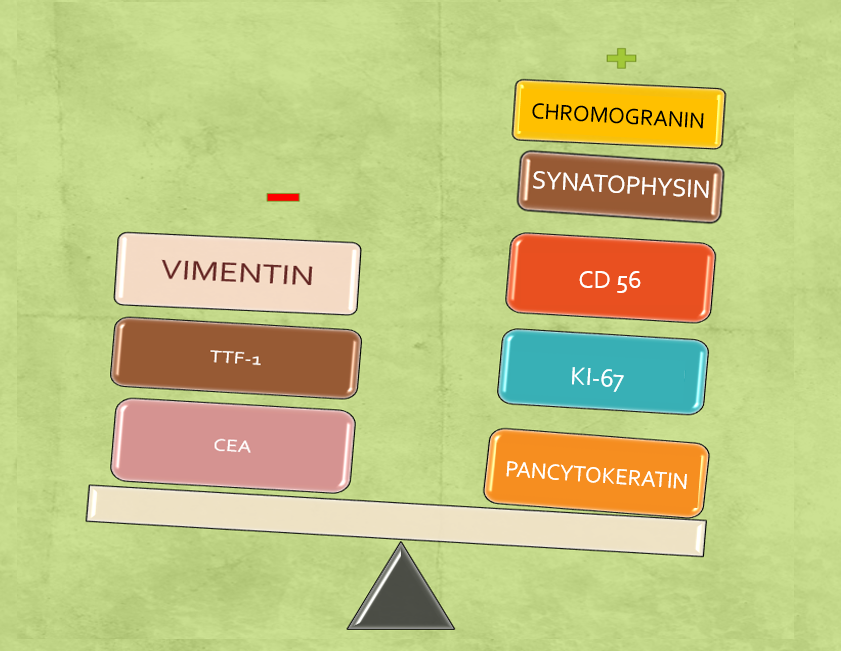 VIMENTIN
TTF-1
CEA
CHROMOGRANIN
SYNATOPHYSIN
CD 56
KI-67
PANCYTOKERATIN